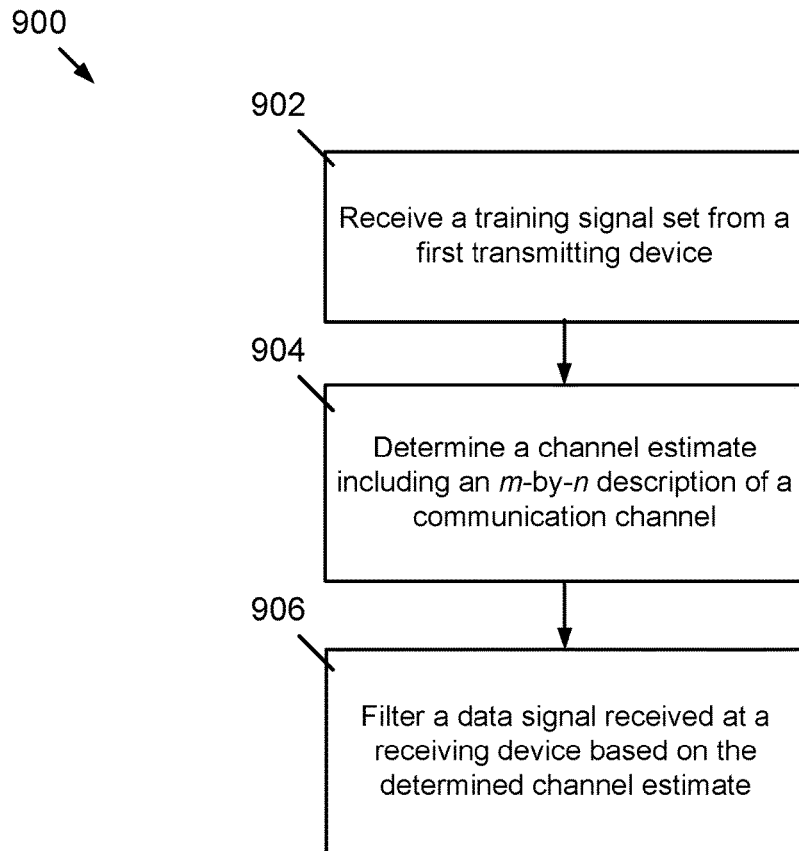 900
902
Receive a training signal set from a
first transmitting device
904
Determine a channel estimate
including an m-by-n description of a
communication channel
906
Filter a data signal received at a
receiving device based on the
determined channel estimate